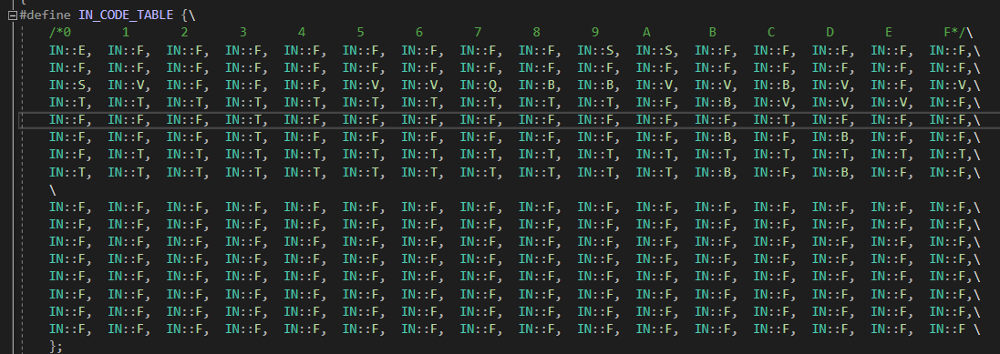 {
#define IN_CODE_TABLE {\
/*0 1 2 3 4 5 6 7 8 9 A B C D E F*/\
IN::E, IN::F, IN::F, IN::F, IN::F, IN::F, IN::F, IN::F, IN::F, IN::S, IN::S, IN::F, IN::F, IN::F, IN::F, IN::F,\
IN::F, IN::F, IN::F, IN::F, IN::F, IN::F, IN::F, IN::F, IN::F, IN::F, IN::F, IN::F, IN::F, IN::F, IN::F, IN::F,\
IN::S, IN::V, IN::F, IN::F, IN::F, IN::V, IN::V, IN::Q, IN::B, IN::B, IN::V, IN::V, IN::B, IN::V, IN::F, IN::V,\
IN::T, IN::T, IN::T, IN::T, IN::T, IN::T, IN::T, IN::T, IN::T, IN::T, IN::F, IN::B, IN::V, IN::V, IN::V, IN::F,\
IN::F, IN::F, IN::F, IN::T, IN::F, IN::F, IN::F, IN::F, IN::F, IN::F, IN::F, IN::F, IN::T, IN::F, IN::F, IN::F,\
IN::F, IN::F, IN::F, IN::T, IN::F, IN::F, IN::F, IN::F, IN::F, IN::F, IN::F, IN::B, IN::F, IN::B, IN::F, IN::F,\
IN::F, IN::T, IN::T, IN::T, IN::T, IN::T, IN::T, IN::T, IN::T, IN::T, IN::T, IN::T, IN::T, IN::T, IN::T, IN::T,\
IN::T, IN::T, IN::T, IN::T, IN::T, IN::T, IN::T, IN::T, IN::T, IN::T, IN::T, IN::B, IN::F, IN::B, IN::F, IN::F,\
\
IN::F, IN::F, IN::F, IN::F, IN::F, IN::F, IN::F, IN::F, IN::F, IN::F, IN::F, IN::F, IN::F, IN::F, IN::F, IN::F,\
IN::F, IN::F, IN::F, IN::F, IN::F, IN::F, IN::F, IN::F, IN::F, IN::F, IN::F, IN::F, IN::F, IN::F, IN::F, IN::F,\
IN::F, IN::F, IN::F, IN::F, IN::F, IN::F, IN::F, IN::F, IN::F, IN::F, IN::F, IN::F, IN::F, IN::F, IN::F, IN::F,\
IN::F, IN::F, IN::F, IN::F, IN::F, IN::F, IN::F, IN::F, IN::F, IN::F, IN::F, IN::F, IN::F, IN::F, IN::F, IN::F,\
IN::F, IN::F, IN::F, IN::F, IN::F, IN::F, IN::F, IN::F, IN::F, IN::F, IN::F, IN::F, IN::F, IN::F, IN::F, IN::F,\
IN::F, IN::F, IN::F, IN::F, IN::F, IN::F, IN::F, IN::F, IN::F, IN::F, IN::F, IN::F, IN::F, IN::F, IN::F, IN::F,\
IN::F, IN::F, IN::F, IN::F, IN::F, IN::F, IN::F, IN::F, IN::F, IN::F, IN::F, IN::F, IN::F, IN::F, IN::F, IN::F,\
IN::F, IN::F, IN::F, IN::F, IN::F, IN::F, IN::F, IN::F, IN::F, IN::F, IN::F, IN::F, IN::F, IN::F, IN::F, IN::F \
};